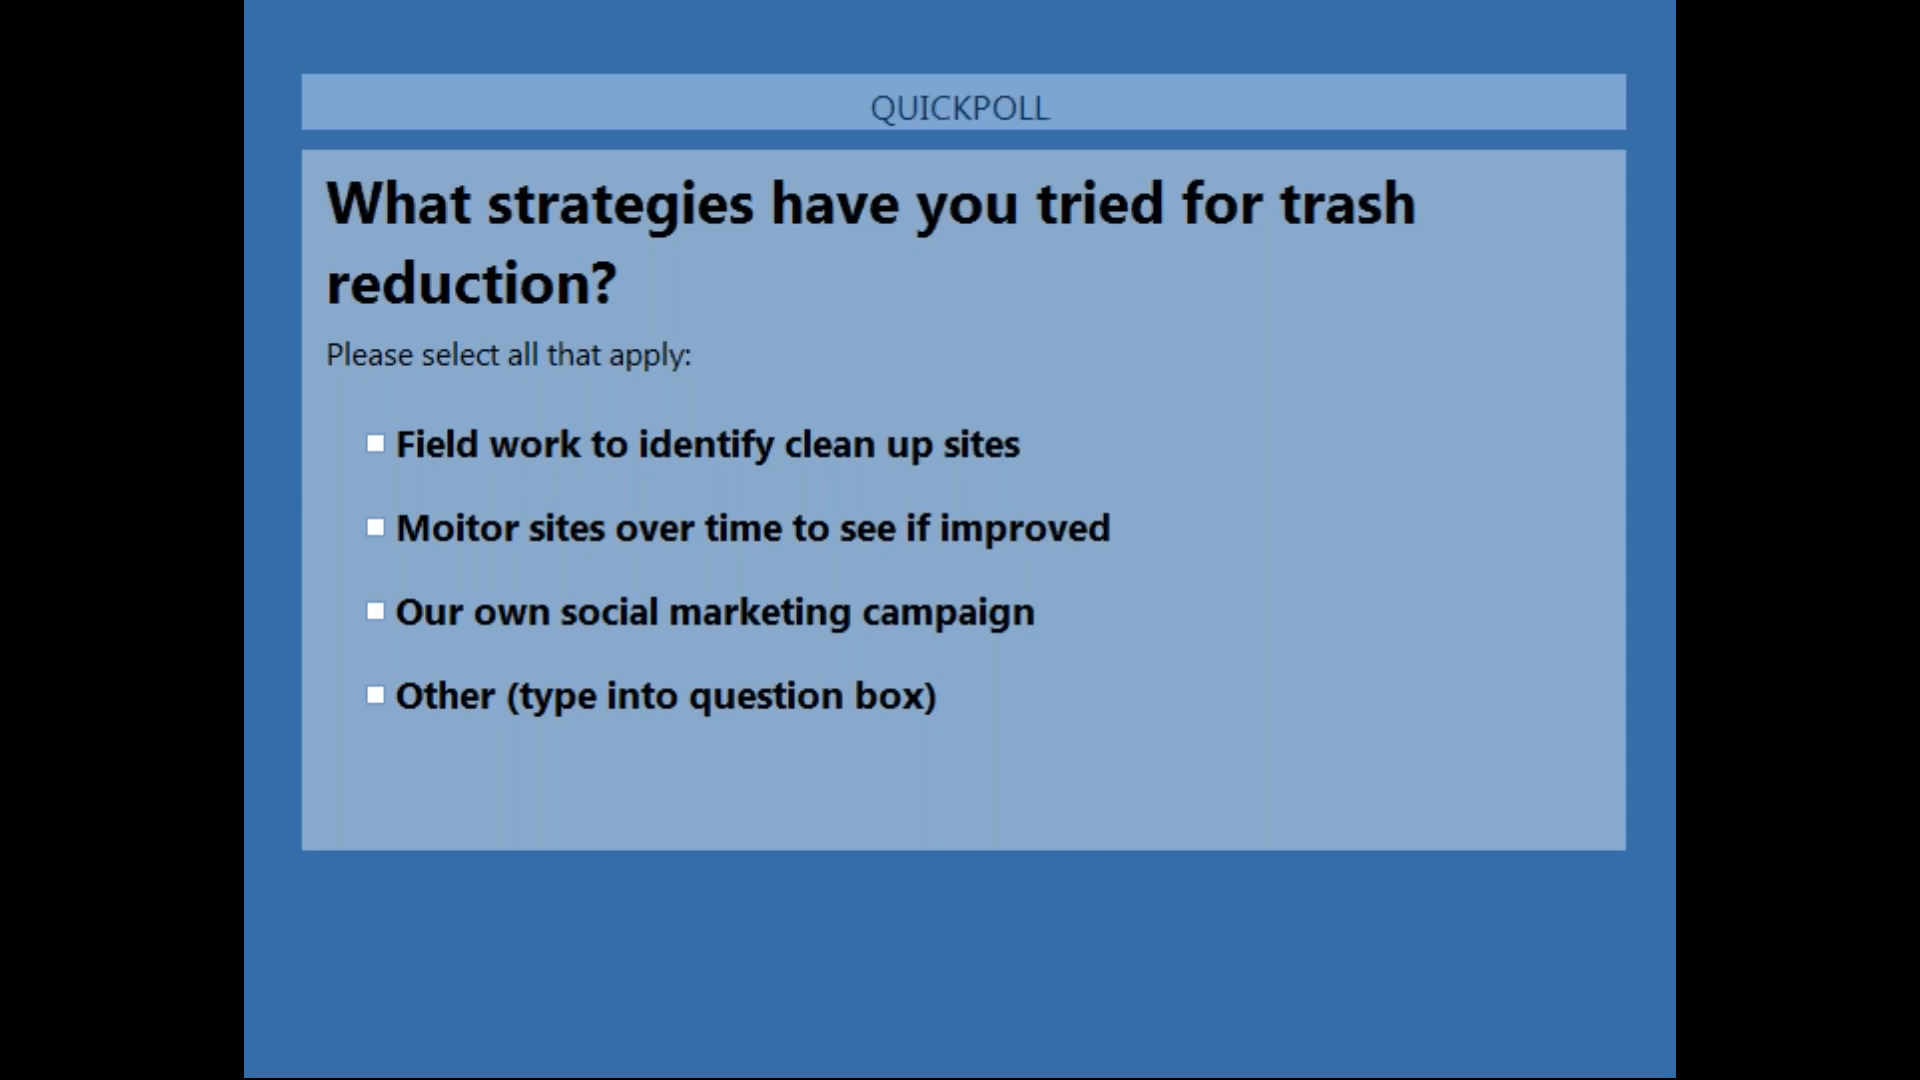 QUICKPOLL
What strategies have you tried for trash
reduction?
Please select all that apply:
Field work to identify clean up sites
Moitor sites over time to see if improved
Our own social marketing campaign
Other (type into question box)